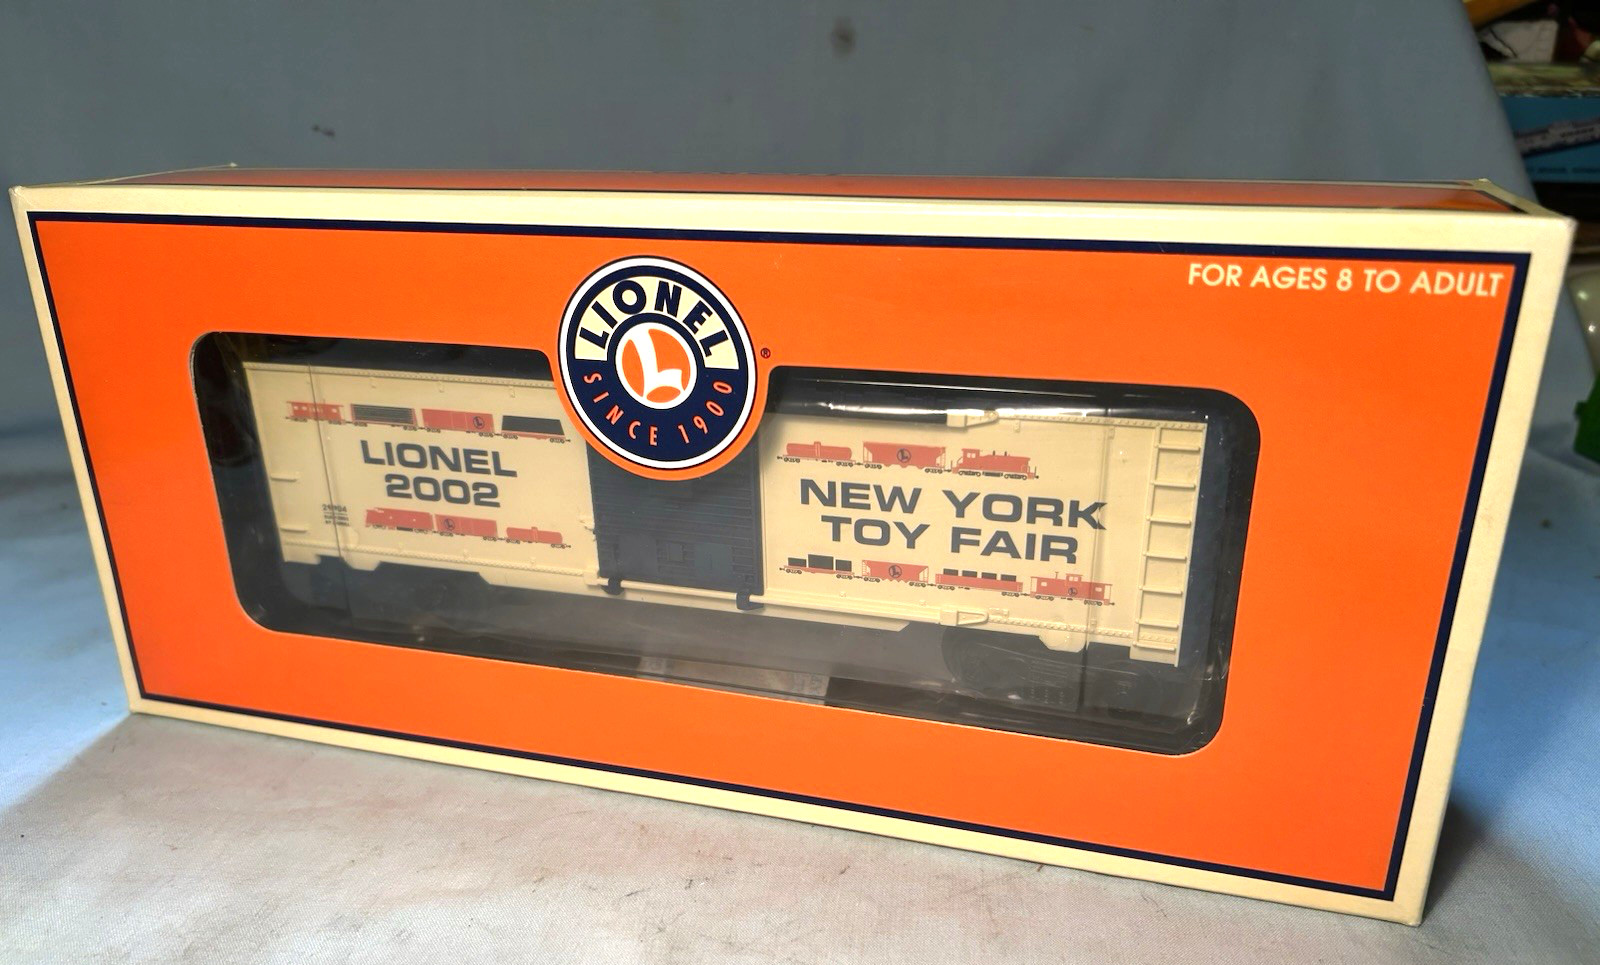 FOR AGES 8 TO ADULT
LIONEL
L
SINCE 1900
®
LIONEL
2002
NEW YORK
TOY FAIR